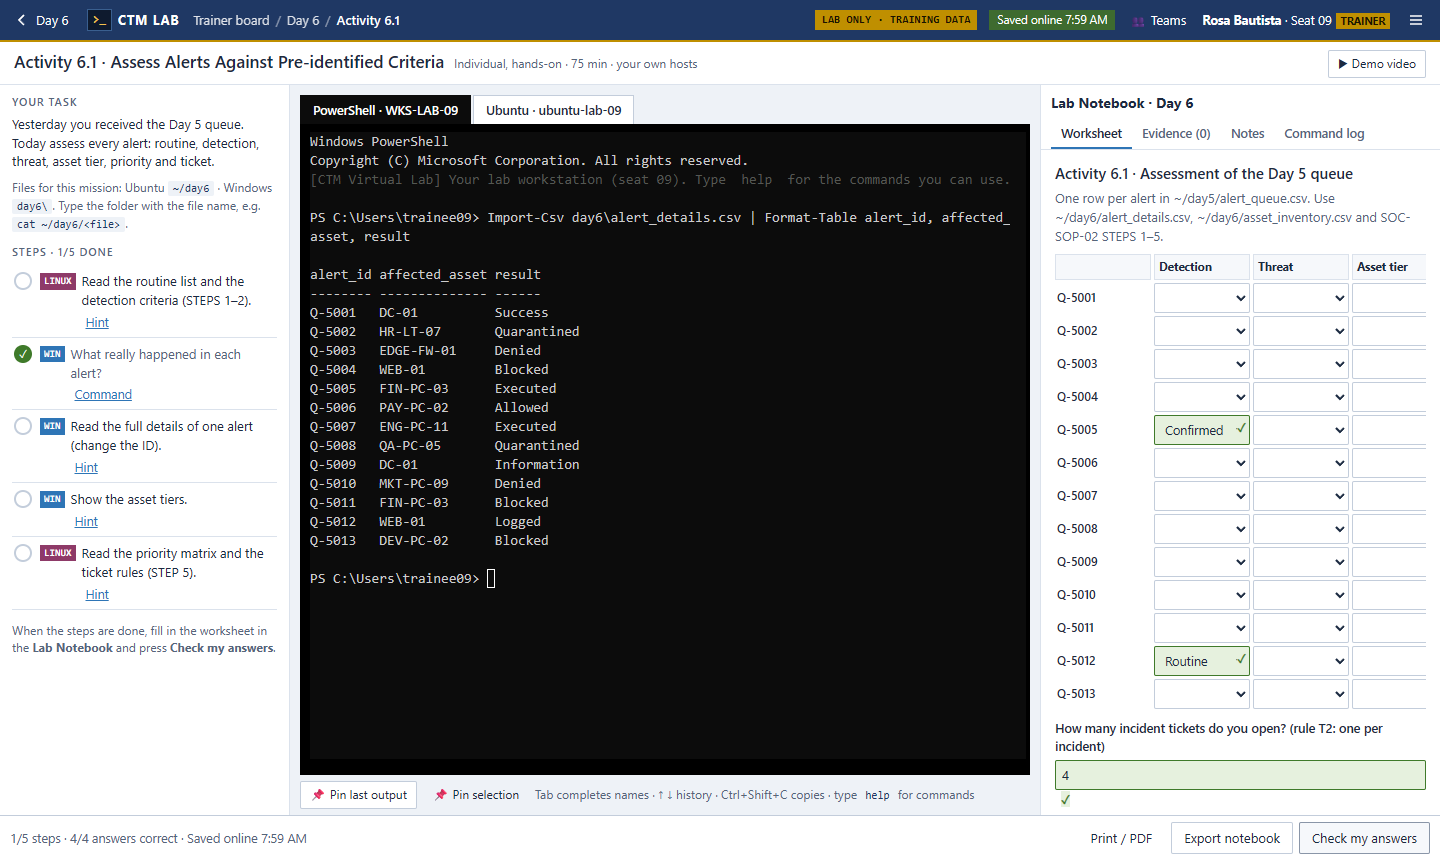 Day 6
>_ CTM LAB
Trainer board / Day 6 / Activity 6.1
LAB ONLY · TRAINING DATA
Saved online 7:59 AM
Teams
Rosa Bautista · Seat 09 TRAINER
Activity 6.1 · Assess Alerts Against Pre-identified Criteria
Individual, hands-on · 75 min · your own hosts
▶ Demo video
YOUR TASK
Yesterday you received the Day 5 queue.
Today assess every alert: routine, detection,
threat, asset tier, priority and ticket.
Files for this mission: Ubuntu ~/day6 · Windows
day6\ . Type the folder with the file name, e.g.
cat ~/day6/<file> .
STEPS · 1/5 DONE
LINUX Read the routine list and the
detection criteria (STEPS 1–2).
Hint
WIN What really happened in each
alert?
Command
WIN Read the full details of one alert
(change the ID).
Hint
WIN Show the asset tiers.
Hint
LINUX Read the priority matrix and the
ticket rules (STEP 5).
Hint
When the steps are done, fill in the worksheet in
the Lab Notebook and press Check my answers.
PowerShell · WKS-LAB-09
Ubuntu · ubuntu-lab-09
Windows PowerShell
Copyright (C) Microsoft Corporation. All rights reserved.
[CTM Virtual Lab] Your lab workstation (seat 09). Type help for the commands you can use.
PS C:\Users\trainee09> Import-Csv day6\alert_details.csv | Format-Table alert_id, affected_
asset, result
alert_id affected_asset result
-------- -------------- ------
Q-5001 DC-01 Success
Q-5002 HR-LT-07 Quarantined
Q-5003 EDGE-FW-01 Denied
Q-5004 WEB-01 Blocked
Q-5005 FIN-PC-03 Executed
Q-5006 PAY-PC-02 Allowed
Q-5007 ENG-PC-11 Executed
Q-5008 QA-PC-05 Quarantined
Q-5009 DC-01 Information
Q-5010 MKT-PC-09 Denied
Q-5011 FIN-PC-03 Blocked
Q-5012 WEB-01 Logged
Q-5013 DEV-PC-02 Blocked
PS C:\Users\trainee09>
Pin last output
Pin selection
Tab completes names · ↑ ↓ history · Ctrl+Shift+C copies · type help for commands
Lab Notebook · Day 6
Worksheet Evidence (0) Notes Command log
Activity 6.1 · Assessment of the Day 5 queue
One row per alert in ~/day5/alert_queue.csv. Use
~/day6/alert_details.csv, ~/day6/asset_inventory.csv and SOC-
SOP-02 STEPS 1–5.
Detection Threat Asset tier
Q-5001
Q-5002
Q-5003
Q-5004
Q-5005 Confirmed ✓
Q-5006
Q-5007
Q-5008
Q-5009
Q-5010
Q-5011
Q-5012 Routine ✓
Q-5013
How many incident tickets do you open? (rule T2: one per
incident)
4
✓
1/5 steps · 4/4 answers correct · Saved online 7:59 AM
Print / PDF
Export notebook
Check my answers